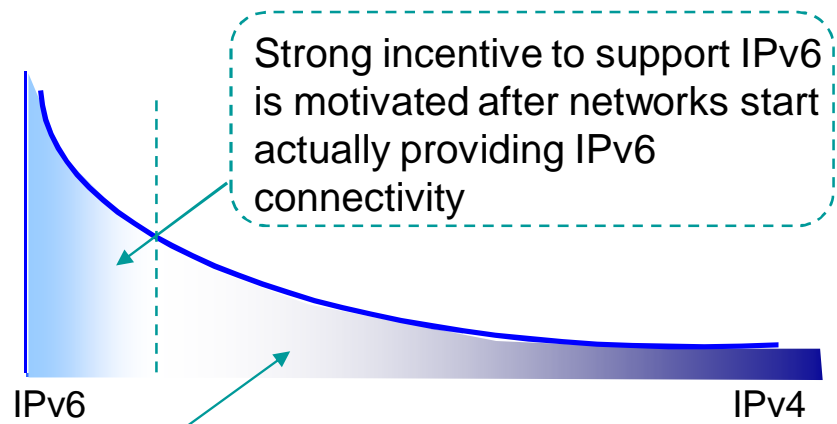 Strong incentive to support IPv6
is motivated after networks start
actually providing IPv6
connectivity
IPv6
IPv4